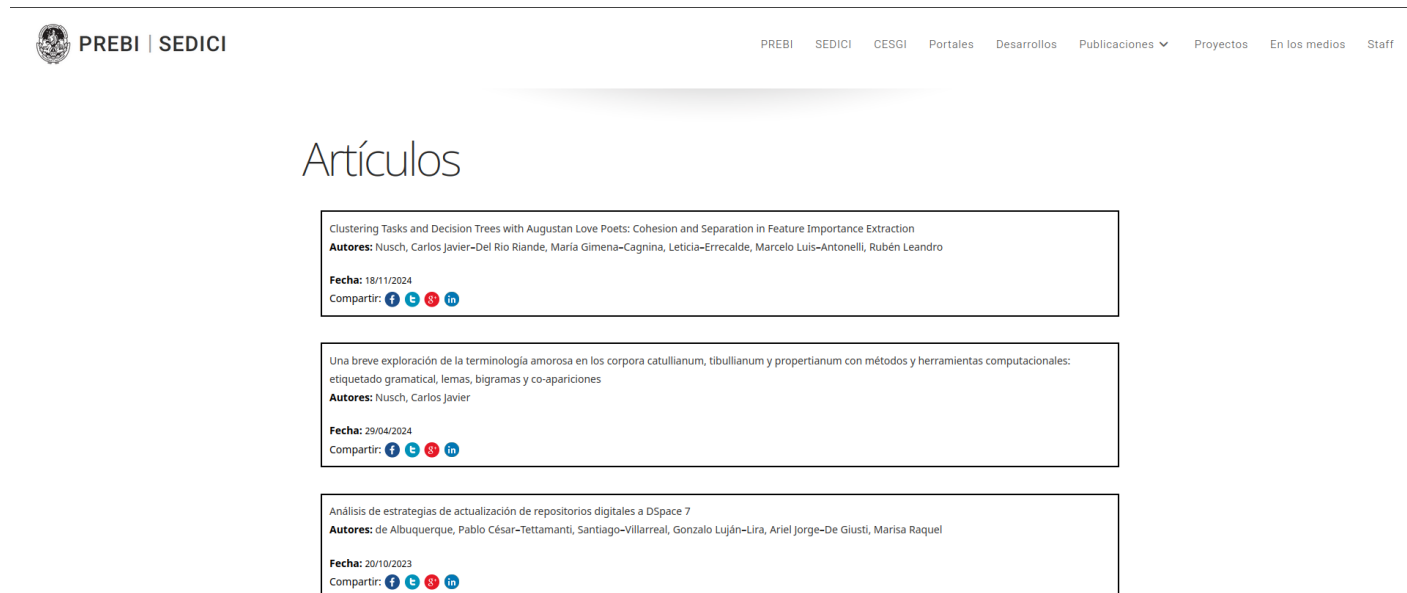 PREBI | SEDICI
PREBI SEDICI CESGI Portales Desarrollos Publicaciones Proyectos En los medios Staff
Artículos
Clustering Tasks and Decision Trees with Augustan Love Poets: Cohesion and Separation in Feature Importance Extraction
Autores: Nusch, Carlos Javier–Del Rio Riande, María Gimena–Cagnina, Leticia–Errecalde, Marcelo Luis–Antonelli, Rubén Leandro
Fecha: 18/11/2024
Compartir:
Una breve exploración de la terminología amorosa en los corpora catullianum, tibullianum y propertianum con métodos y herramientas computacionales:
etiquetado gramatical, lemas, bigramas y co-apariciones
Autores: Nusch, Carlos Javier
Fecha: 29/04/2024
Compartir:
Análisis de estrategias de actualización de repositorios digitales a DSpace 7
Autores: de Albuquerque, Pablo César–Tettamanti, Santiago–Villarreal, Gonzalo Luján–Lira, Ariel Jorge–De Giusti, Marisa Raquel
Fecha: 20/10/2023
Compartir: